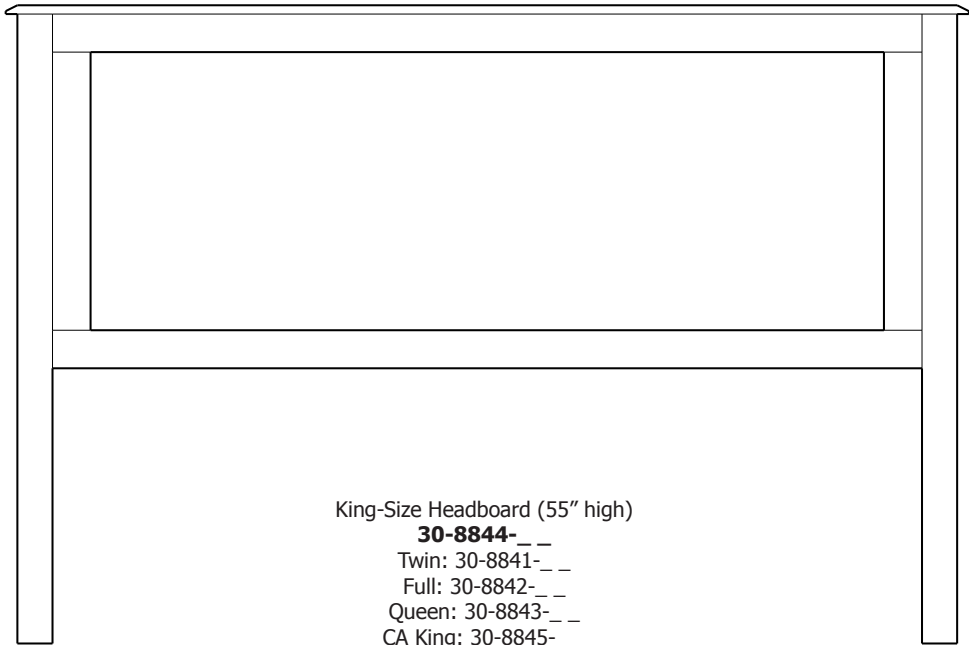 King-Size Headboard (55” high)
30-8844-_ _
Twin: 30-8841-_ _
Full: 30-8842-_ _
Queen: 30-8843-_ _
CA King: 30-8845-